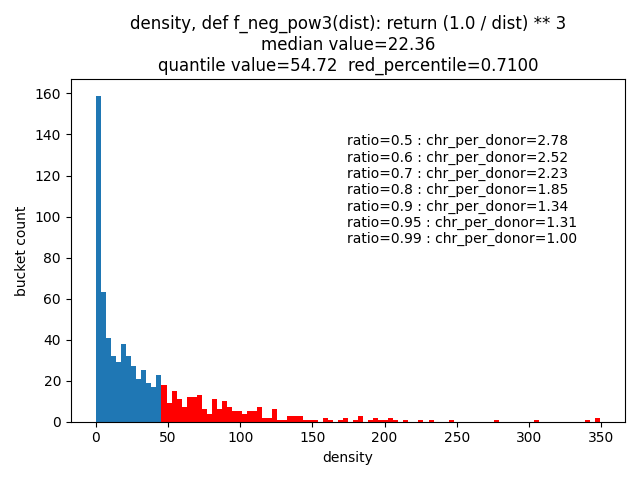 density, def f_neg_pow3(dist): return (1.0 / dist) ** 3
median value=22.36
quantile value=54.72  red_percentile=0.7100
160
140
120
100
80
60
40
20
0
bucket count
ratio=0.5 : chr_per_donor=2.78
ratio=0.6 : chr_per_donor=2.52
ratio=0.7 : chr_per_donor=2.23
ratio=0.8 : chr_per_donor=1.85
ratio=0.9 : chr_per_donor=1.34
ratio=0.95 : chr_per_donor=1.31
ratio=0.99 : chr_per_donor=1.00
0 50 100 150 200 250 300 350
density